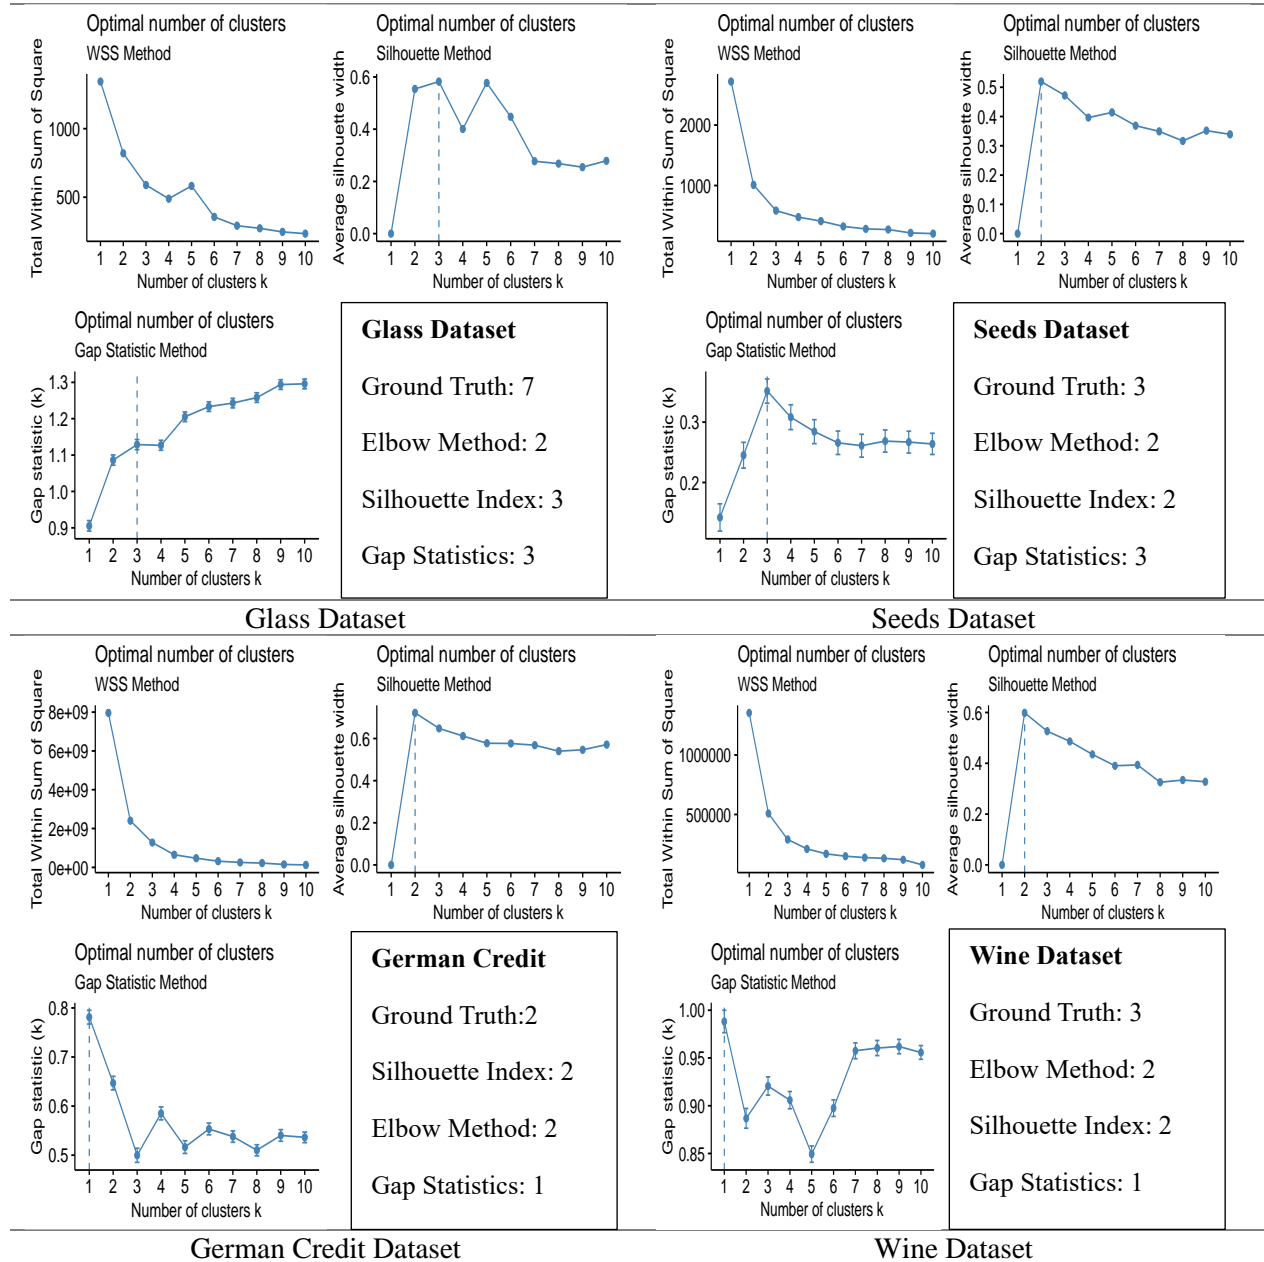 Optimal number of clusters
WSS Method
Total Within Sum of Square
1000
500
1 2 3 4 5 6 7 8 9 10
Number of clusters k
Optimal number of clusters
Silhouette Method
Average silhouette width
0.6
0.4
0.2
0.0
1 2 3 4 5 6 7 8 9 10
Number of clusters k
Optimal number of clusters
Gap Statistic Method
Gap statistic (k)
1.3
1.2
1.1
1.0
0.9
1 2 3 4 5 6 7 8 9 10
Number of clusters k
Glass Dataset
Ground Truth: 7
Elbow Method: 2
Silhouette Index: 3
Gap Statistics: 3
Glass Dataset
Optimal number of clusters
WSS Method
Total Within Sum of Square
2000
1000
1 2 3 4 5 6 7 8 9 10
Number of clusters k
Optimal number of clusters
Silhouette Method
Average silhouette width
0.5
0.4
0.3
0.2
0.1
0.0
1 2 3 4 5 6 7 8 9 10
Number of clusters k
Optimal number of clusters
Gap Statistic Method
Gap statistic (k)
0.3
0.2
1 2 3 4 5 6 7 8 9 10
Number of clusters k
Seeds Dataset
Ground Truth: 3
Elbow Method: 2
Silhouette Index: 2
Gap Statistics: 3
Seeds Dataset
Optimal number of clusters
WSS Method
Total Within Sum of Square
8e+09
6e+09
4e+09
2e+09
0e+00
1 2 3 4 5 6 7 8 9 10
Number of clusters k
Optimal number of clusters
Silhouette Method
Average silhouette width
0.6
0.4
0.2
0.0
1 2 3 4 5 6 7 8 9 10
Number of clusters k
Optimal number of clusters
Gap Statistic Method
Gap statistic (k)
0.8
0.7
0.6
0.5
1 2 3 4 5 6 7 8 9 10
Number of clusters k
German Credit
Ground Truth:2
Silhouette Index: 2
Elbow Method: 2
Gap Statistics: 1
German Credit Dataset
Optimal number of clusters
WSS Method
Total Within Sum of Square
1000000
500000
1 2 3 4 5 6 7 8 9 10
Number of clusters k
Optimal number of clusters
Silhouette Method
Average silhouette width
0.6
0.4
0.2
0.0
1 2 3 4 5 6 7 8 9 10
Number of clusters k
Optimal number of clusters
Gap Statistic Method
Gap statistic (k)
1.00
0.95
0.90
0.85
1 2 3 4 5 6 7 8 9 10
Number of clusters k
Wine Dataset
Ground Truth: 3
Elbow Method: 2
Silhouette Index: 2
Gap Statistics: 1
Wine Dataset